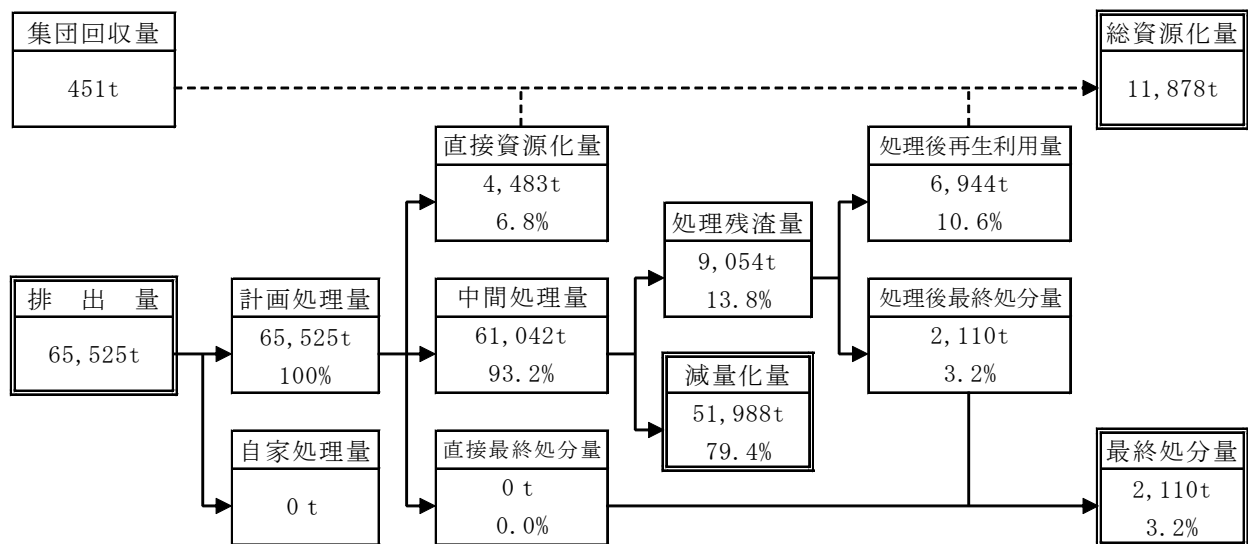 集団回収量
451t
総資源化量
11,878t
直接資源化量
4,483t
6.8%
処理後再生利用量
6,944t
10.6%
処理残渣量
9,054t
13.8%
排 出 量
65,525t
計画処理量
65,525t
100%
中間処理量
61,042t
93.2%
処理後最終処分量
2,110t
3.2%
減量化量
51,988t
79.4%
自家処理量
0 t
直接最終処分量
0 t
0.0%
最終処分量
2,110t
3.2%